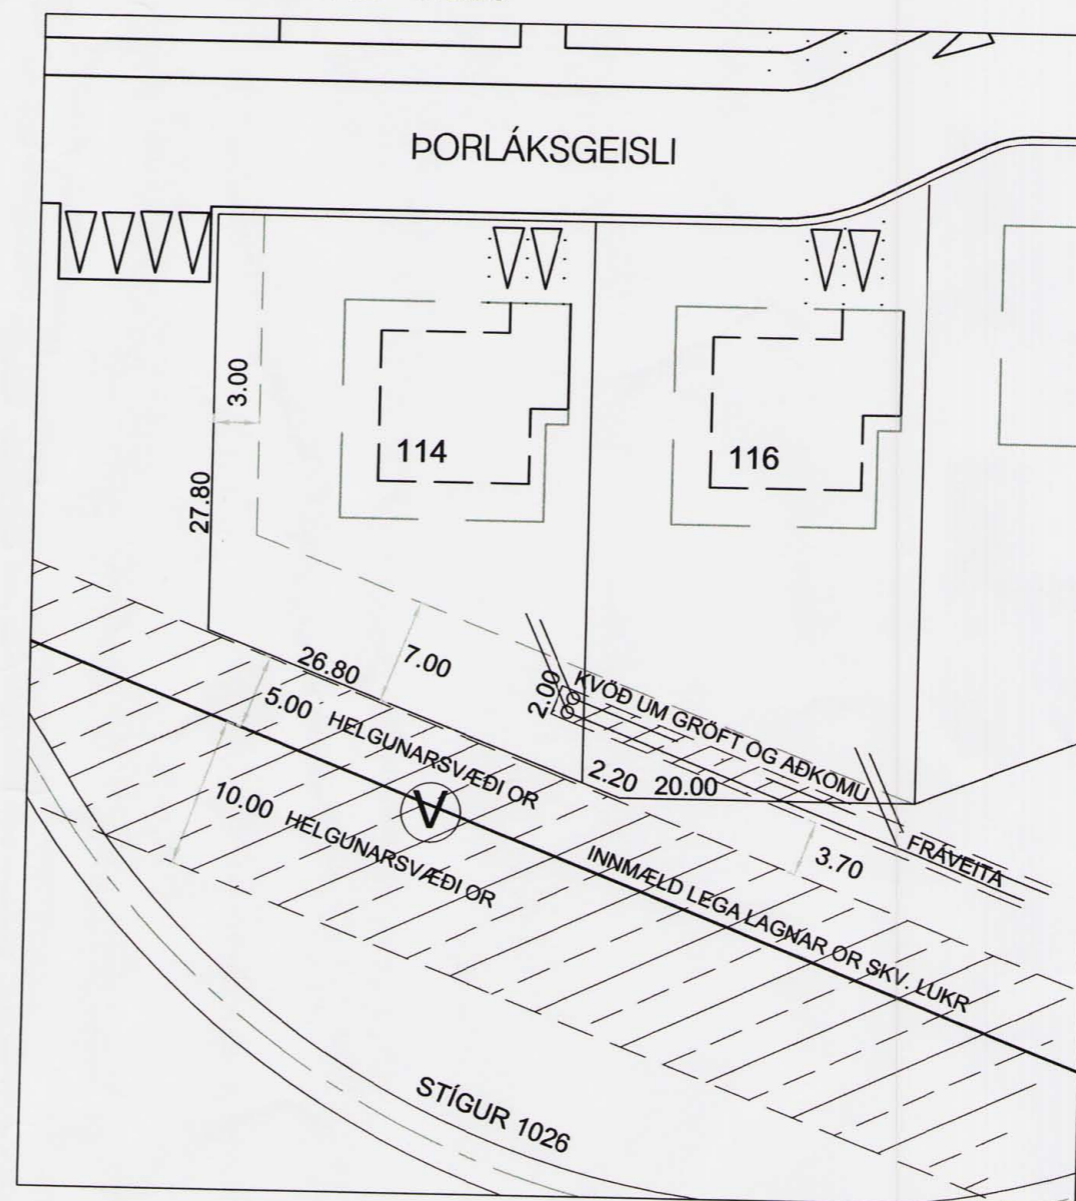 ÞORLÁKSGEISLI
3.00
114
116
27.80
26.80
7.00
2.00
KVÖÐ UM GRÖFT OG AÐKOMU
5.00 HELGUNARSVÆÐI OR
2.20 20.00
10.00 HELGUNARSVÆÐI OR
V
FRÁVEITA
3.70
INNMÆLD LEGA LAGNAR OR SKV. LUKR
STÍGUR 1026